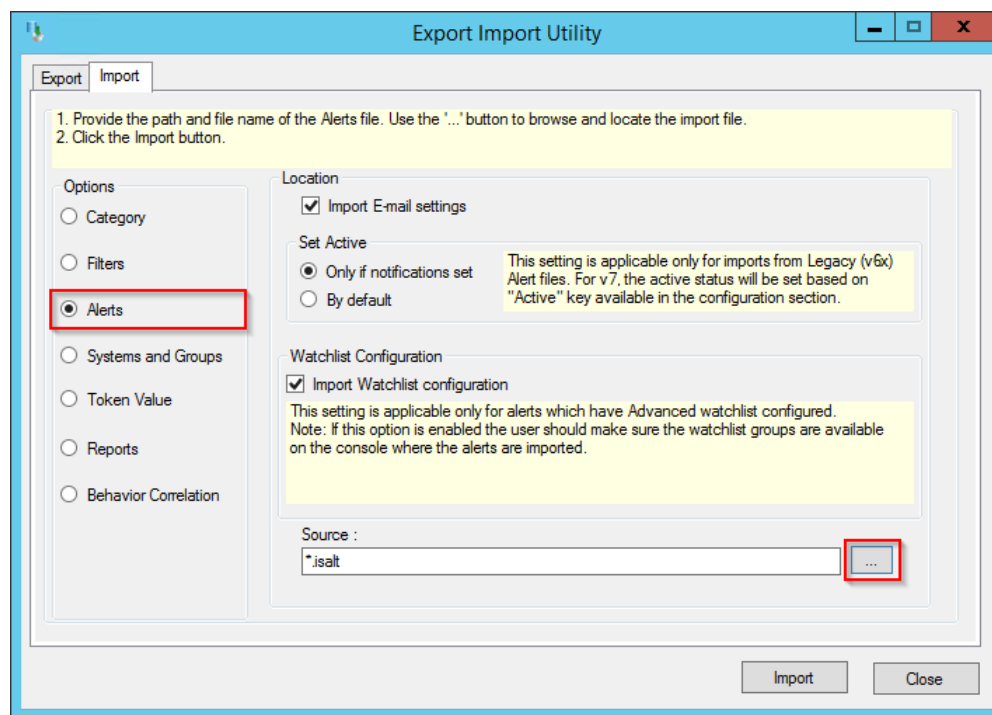 Export Import Utility
Export
Import
1. Provide the path and file name of the Alerts file. Use the '...' button to browse and locate the import file.
2. Click the Import button.
Options
Category
Filters
Alerts
Systems and Groups
Token Value
Reports
Behavior Correlation
Location
Import E-mail settings
Set Active
Only if notifications set
By default
This setting is applicable only for imports from Legacy (v6x)
Alert files. For v7, the active status will be set based on
"Active" key available in the configuration section.
Watchlist Configuration
Import Watchlist configuration
This setting is applicable only for alerts which have Advanced watchlist configured.
Note: If this option is enabled the user should make sure the watchlist groups are available
on the console where the alerts are imported.
Source :
*.isalt
...
Import
Close